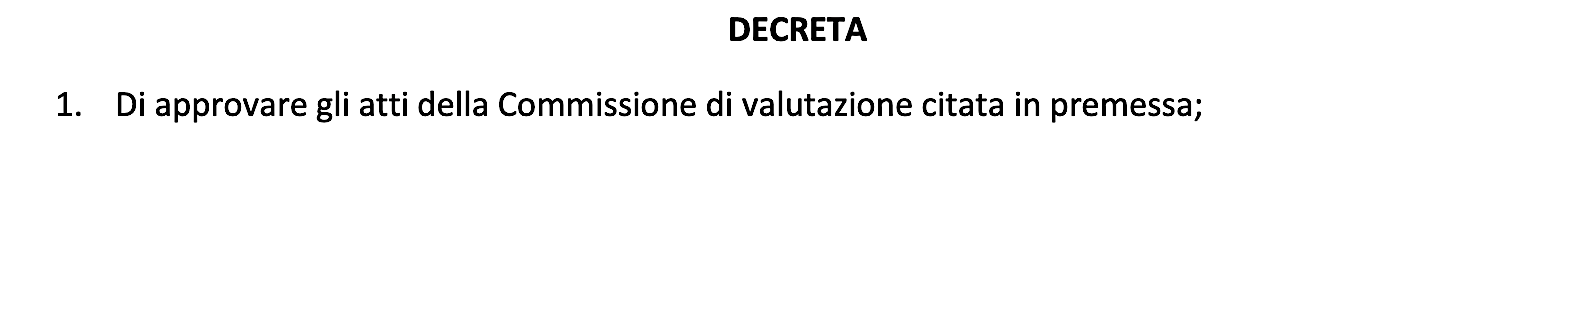 DECRETA
1. Di approvare gli atti della Commissione di valutazione citata in premessa;